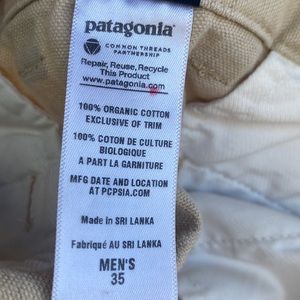 patagonia
COMMON THREADS
PARTNERSHIP
Repair, Reuse, Recycle
This Product
www.patagonia.com
100% ORGANIC COTTON
EXCLUSIVE OF TRIM
100% COTON DE CULTURE
BIOLOGIQUE
A PART LA GARNITURE
MFG DATE AND LOCATION
AT PCPSIA.COM
Made in SRI LANKA
Fabriqué AU SRI LANKA
MEN'S
35